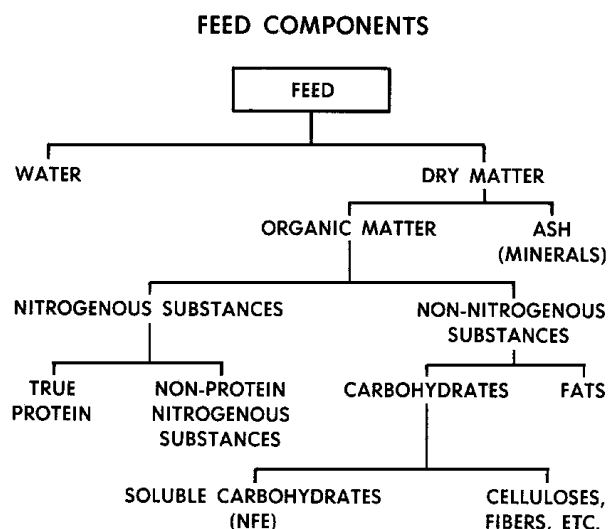 FEED COMPONENTS
FEED
WATER
DRY MATTER
ORGANIC MATTER
ASH
(MINERALS)
NITROGENOUS SUBSTANCES
NON-NITROGENOUS
SUBSTANCES
TRUE
PROTEIN
NON-PROTEIN
NITROGENOUS
SUBSTANCES
CARBOHYDRATES
FATS
SOLUBLE CARBOHYDRATES
(NFE)
CELLULOSES,
FIBERS, ETC.